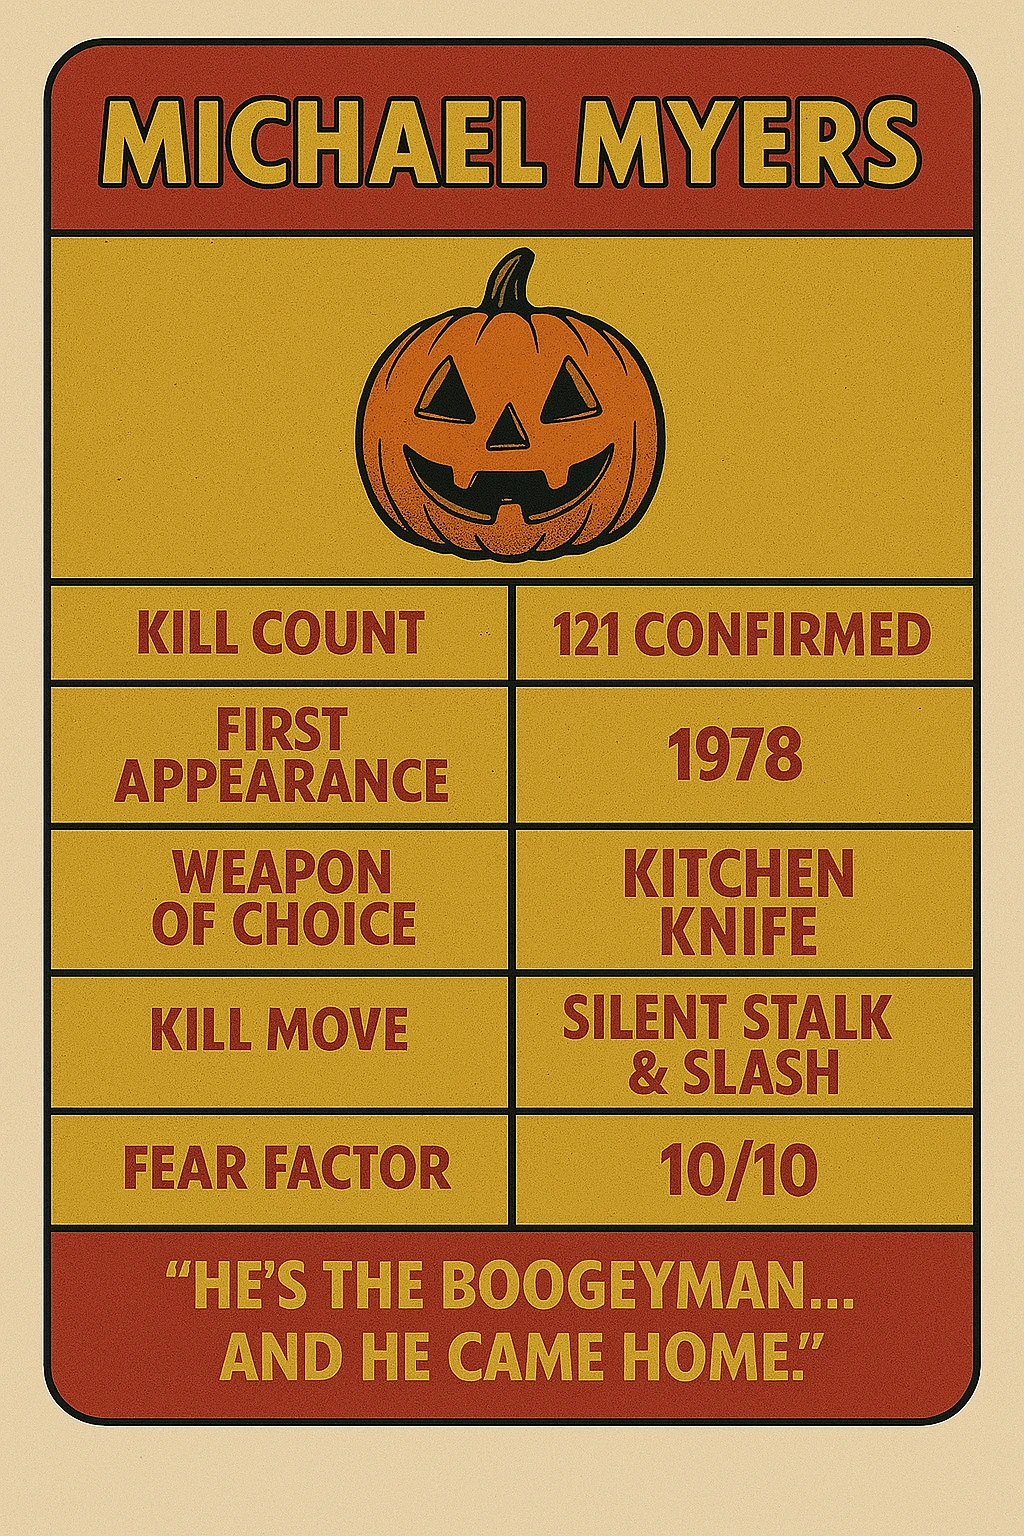 MICHAEL MYERS
KILL COUNT
121 CONFIRMED
FIRST
APPEARANCE
1978
WEAPON
OF CHOICE
KITCHEN
KNIFE
KILL MOVE
SILENT STALK
& SLASH
FEAR FACTOR
10/10
“HE’S THE BOOGEYMAN...
AND HE CAME HOME.”